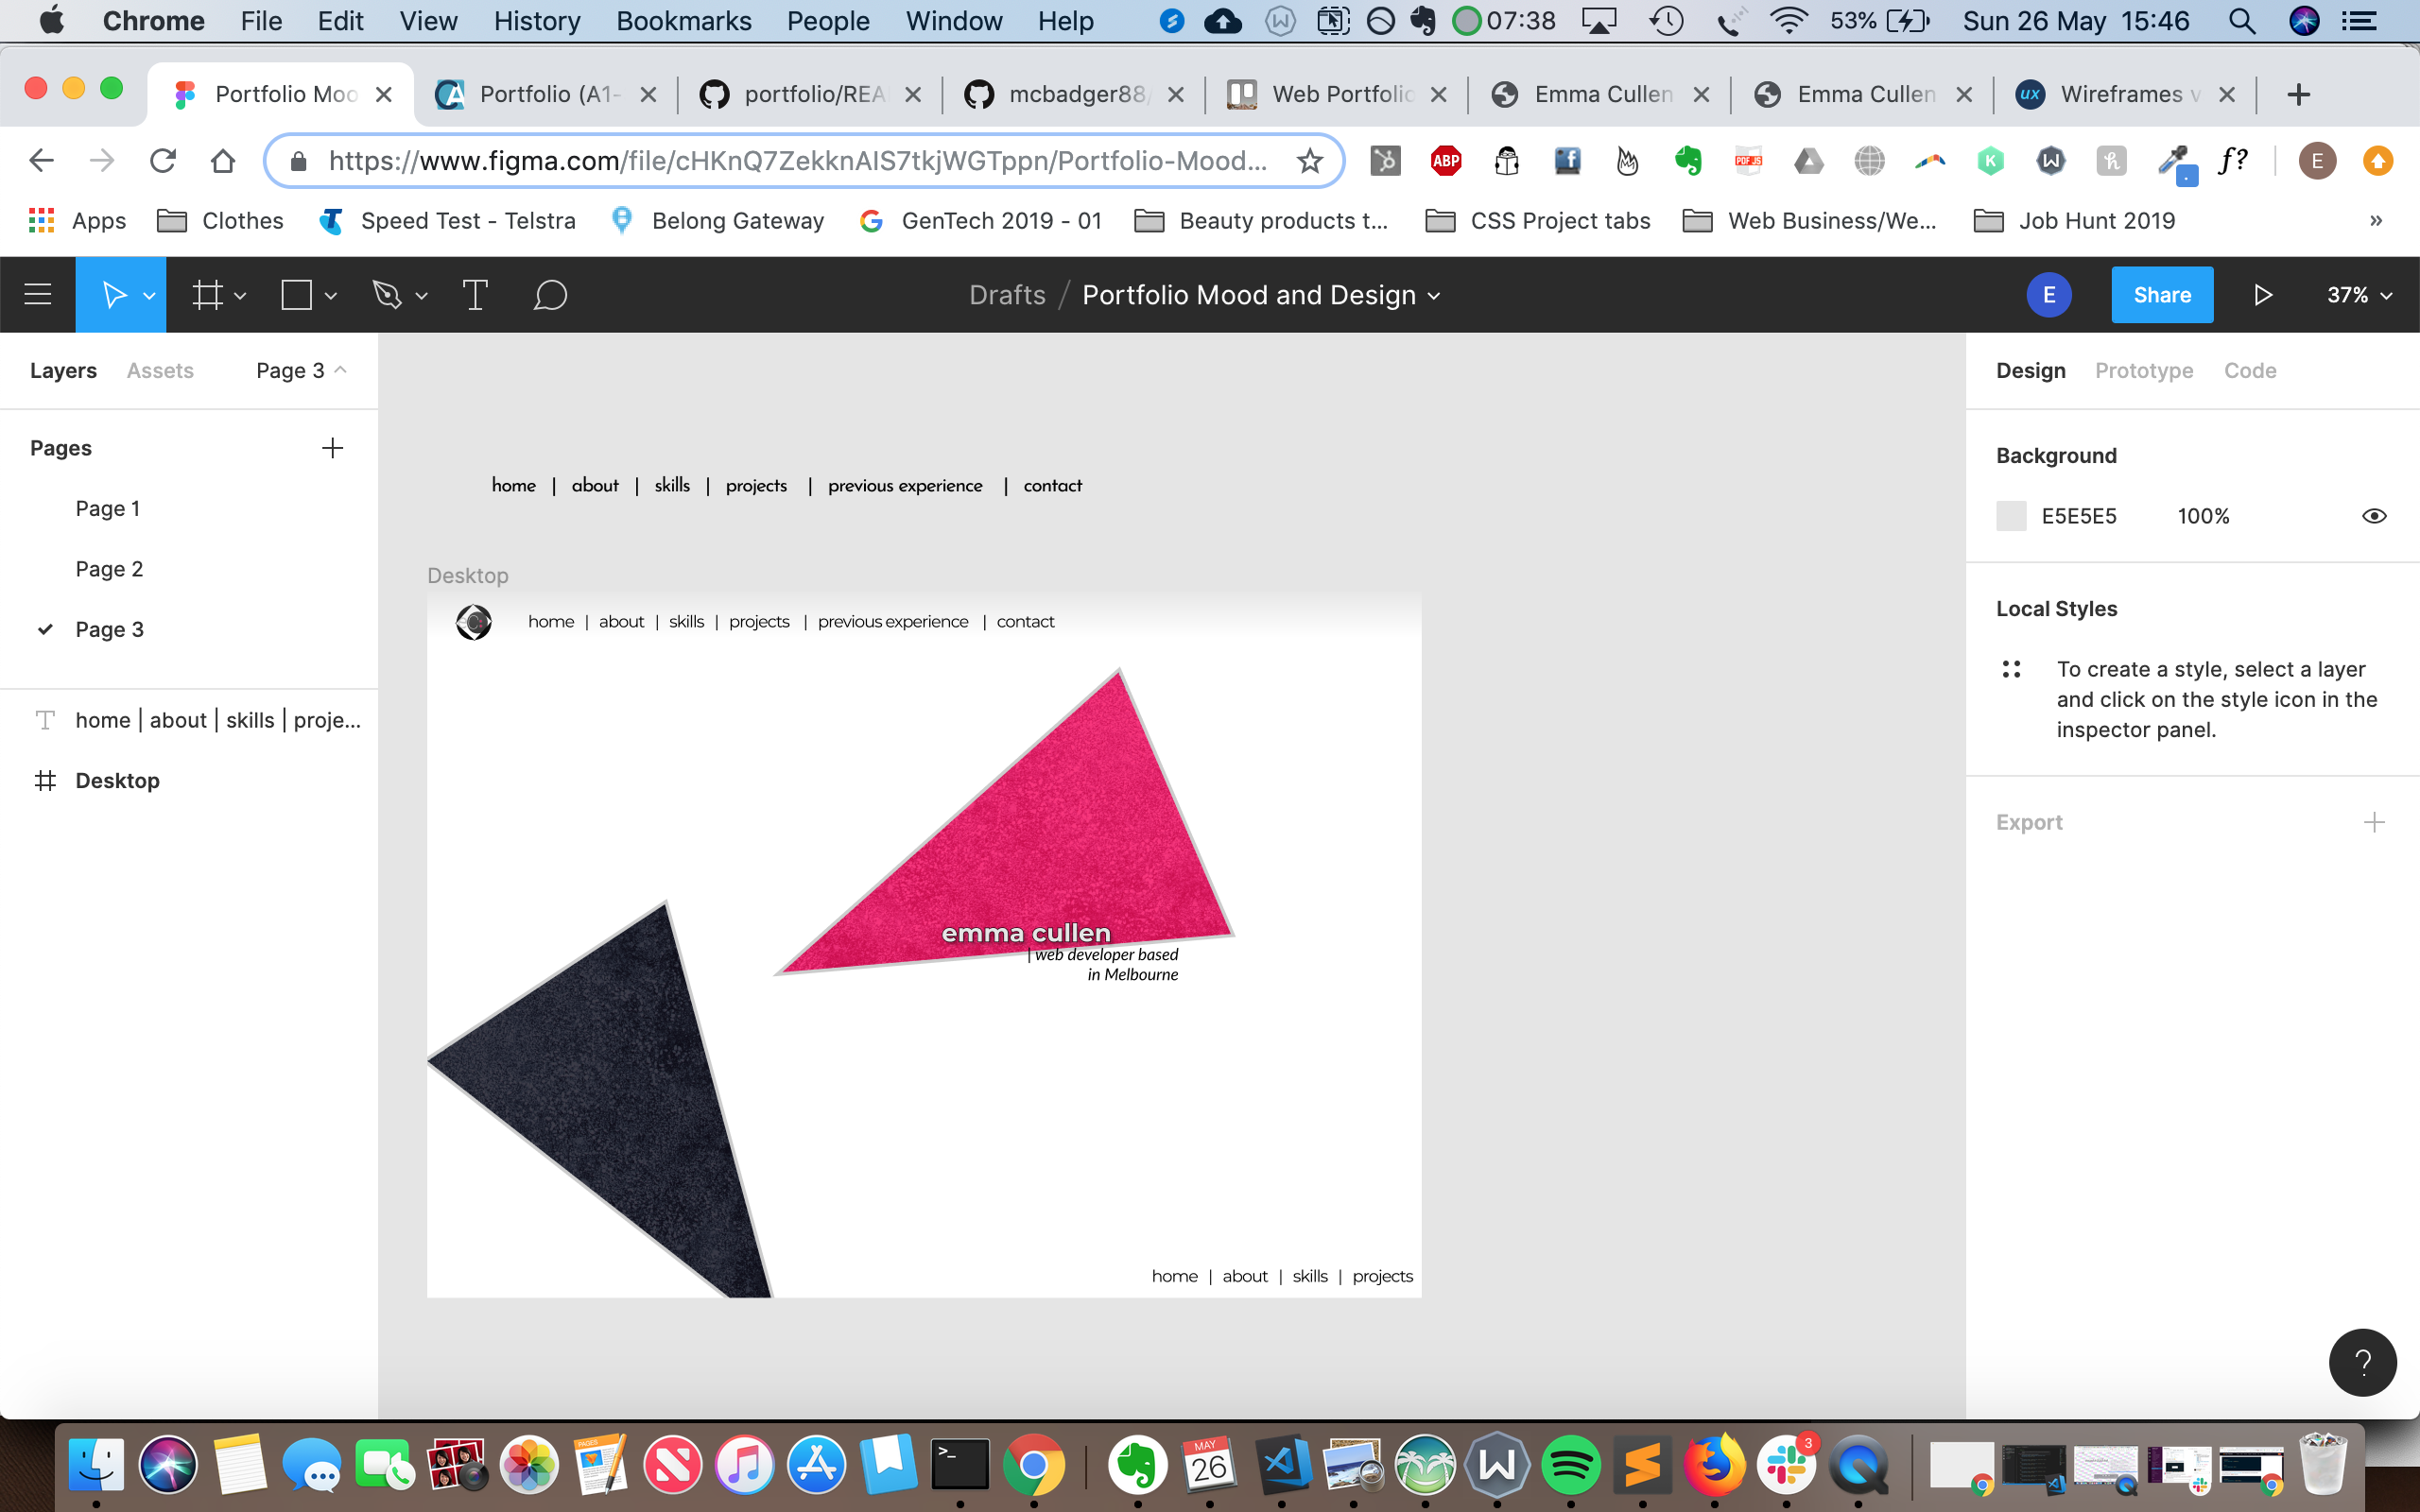 Chrome File Edit View History Bookmarks People Window Help 07:38 53% Sun 26 May 15:46
Portfolio Moo Portfolio (A1- portfolio/REA mcbadger88/ Web Portfolio Emma Cullen Emma Cullen ux Wireframes v
https://www.figma.com/file/cHKnQ7ZekknAIS7tkjWGTppn/Portfolio-Mood... ABP PDF JS K W h f? E
Apps Clothes Speed Test - Telstra Belong Gateway GenTech 2019 - 01 Beauty products t... CSS Project tabs Web Business/We... Job Hunt 2019 »
Drafts / Portfolio Mood and Design E Share 37%
Layers Assets Page 3
Design Prototype Code
Pages
Page 1
Page 2
Page 3
home | about | skills | proje...
Desktop
home | about | skills | projects | previous experience | contact
Desktop
home | about | skills | projects | previous experience | contact
emma cullen
| web developer based
in Melbourne
home | about | skills | projects
Background
E5E5E5 100%
Local Styles
To create a style, select a layer
and click on the style icon in the
inspector panel.
Export
?
PAGES MAY 26 3